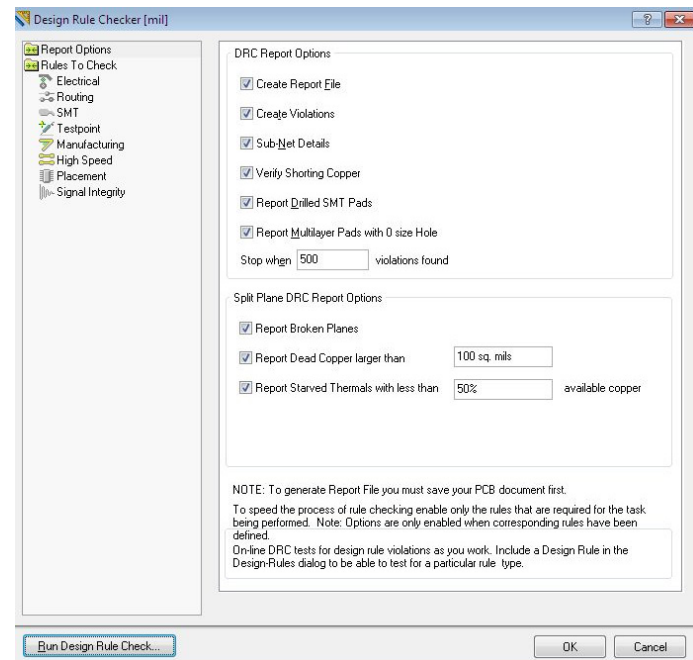 Design Rule Checker [mil]
Report Options
Rules To Check
Electrical
Routing
SMT
Testpoint
Manufacturing
High Speed
Placement
Signal Integrity
DRC Report Options
Create Report File
Create Violations
Sub-Net Details
Verify Shorting Copper
Report Drilled SMT Pads
Report Multilayer Pads with 0 size Hole
Stop when 500 violations found
Split Plane DRC Report Options
Report Broken Planes
Report Dead Copper larger than 100 sq. mils
Report Starved Thermals with less than 50% available copper
NOTE: To generate Report File you must save your PCB document first.
To speed the process of rule checking enable only the rules that are required for the task
being performed. Note: Options are only enabled when corresponding rules have been
defined.
On-line DRC tests for design rule violations as you work. Include a Design Rule in the
Design-Rules dialog to be able to test for a particular rule type.
Run Design Rule Check... OK Cancel